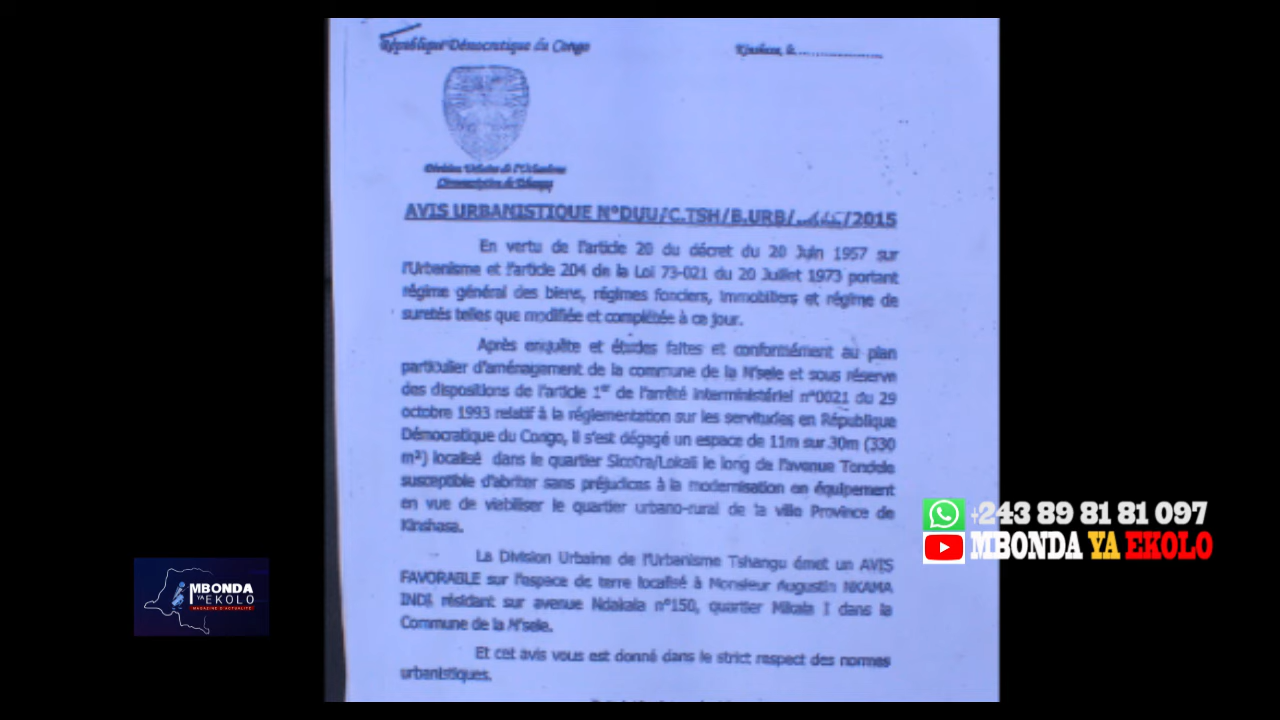 République Démocratique du Congo
Kinshasa, le
Division Urbaine de l'Urbanisme
Circonscription de Tshangu
AVIS URBANISTIQUE N°DUU/C.TSH/B.URB/ /2015
En vertu de l'article 20 du décret du 20 Juin 1957 sur
l'Urbanisme et l'article 204 de la Loi 73-021 du 20 Juillet 1973 portant
régime général des biens, régimes fonciers, immobiliers et régime de
suretés telles que modifiée et complétée à ce jour.
Après enquête et études faites et conformément au plan
particulier d'aménagement de la commune de la N'sele et sous réserve
des dispositions de l'article 1er de l'arrêté interministériel n°0021 du 29
octobre 1993 relatif à la réglementation sur les servitudes en République
Démocratique du Congo, il s'est dégagé un espace de 11m sur 30m (330
m²) localisé dans le quartier Sicotra/Lokali le long de l'avenue Tondele
susceptible d'abriter sans préjudices à la modernisation en équipement
en vue de viabiliser le quartier urbano-rural de la ville Province de
Kinshasa.
La Division Urbaine de l'Urbanisme Tshangu émet un AVIS
FAVORABLE sur l'espace de terre localisé à Monsieur Augustin NKAMA
INDI, résidant sur avenue Ndakala n°150, quartier Mikala I dans la
Commune de la N'sele.
Et cet avis vous est donné dans le strict respect des normes
urbanistiques.
+243 89 81 81 097
MBONDA YA EKOLO
MBONDA
YA EKOLO
MAGAZINE D'ACTUALITÉ